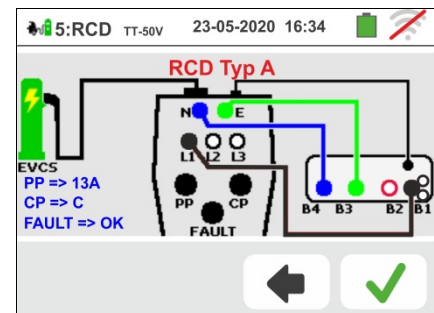 5:RCD TT-50V 23-05-2020 16:34
RCD Typ A
N E
L1 L2 L3
EVCS
PP => 13A
CP => C
FAULT => OK
PP CP
FAULT
B4 B3 B2 B1